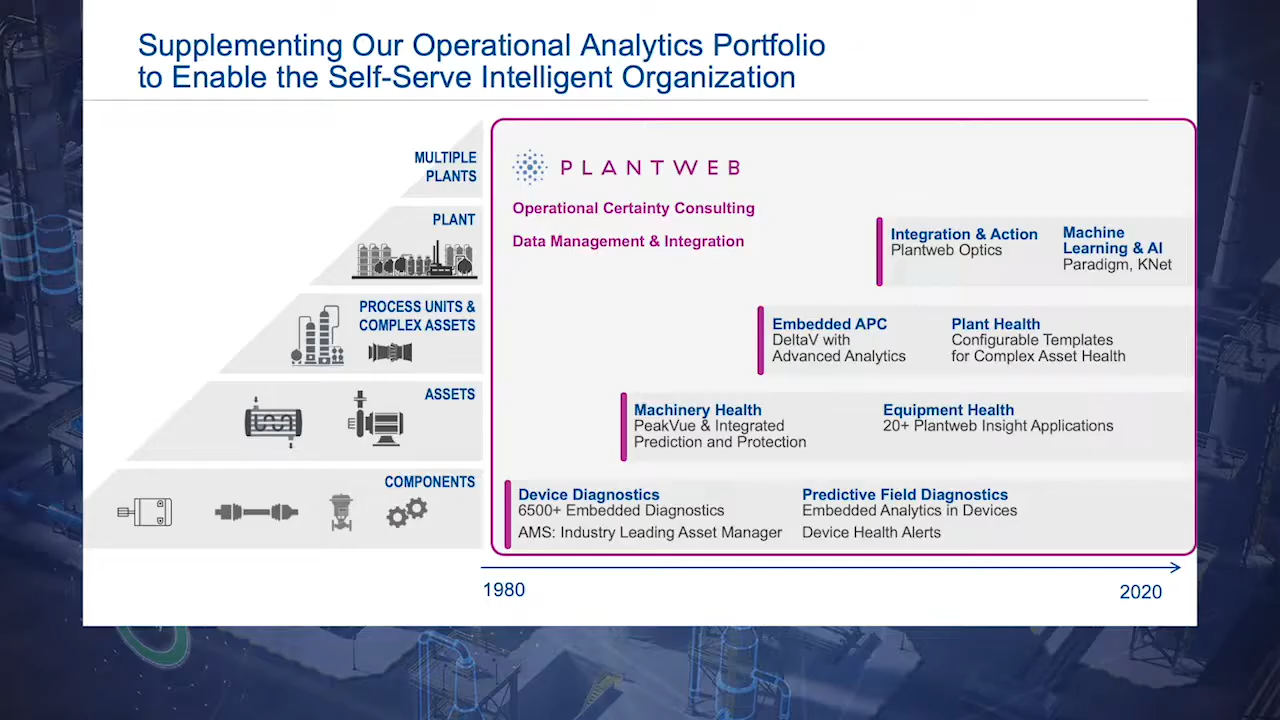 Supplementing Our Operational Analytics Portfolio
to Enable the Self-Serve Intelligent Organization
MULTIPLE
PLANTS
PLANT
PROCESS UNITS &
COMPLEX ASSETS
ASSETS
COMPONENTS
PLANTWEB
Operational Certainty Consulting
Data Management & Integration
Integration & Action
Plantweb Optics
Machine
Learning & AI
Paradigm, KNet
Embedded APC
DeltaV with
Advanced Analytics
Plant Health
Configurable Templates
for Complex Asset Health
Machinery Health
PeakVue & Integrated
Prediction and Protection
Equipment Health
20+ Plantweb Insight Applications
Device Diagnostics
6500+ Embedded Diagnostics
AMS: Industry Leading Asset Manager
Predictive Field Diagnostics
Embedded Analytics in Devices
Device Health Alerts
1980
2020